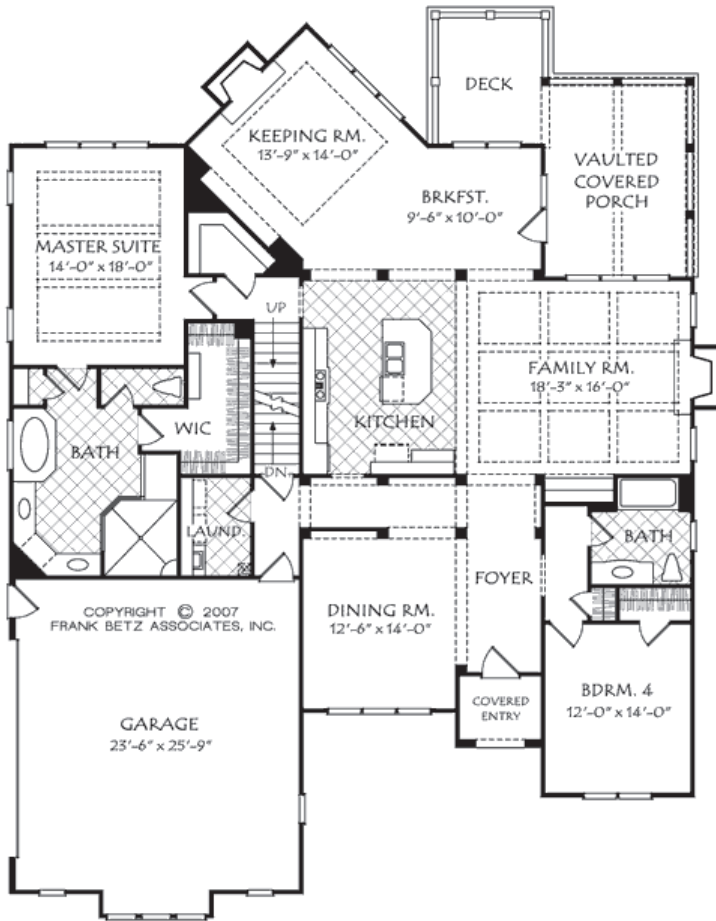 DECK
KEEPING RM.
13'-9" x 14'-0"
VAULTED
COVERED
PORCH
BRKFST.
9'-6" x 10'-0"
MASTER SUITE
14'-0" x 18'-0"
UP
FAMILY RM.
18'-3" x 16'-0"
KITCHEN
WIC
BATH
DN
LAUND.
BATH
FOYER
COPYRIGHT © 2007
FRANK BETZ ASSOCIATES, INC.
DINING RM.
12'-6" x 14'-0"
BDRM. 4
12'-0" x 14'-0"
COVERED
ENTRY
GARAGE
23'-6" x 25'-9"